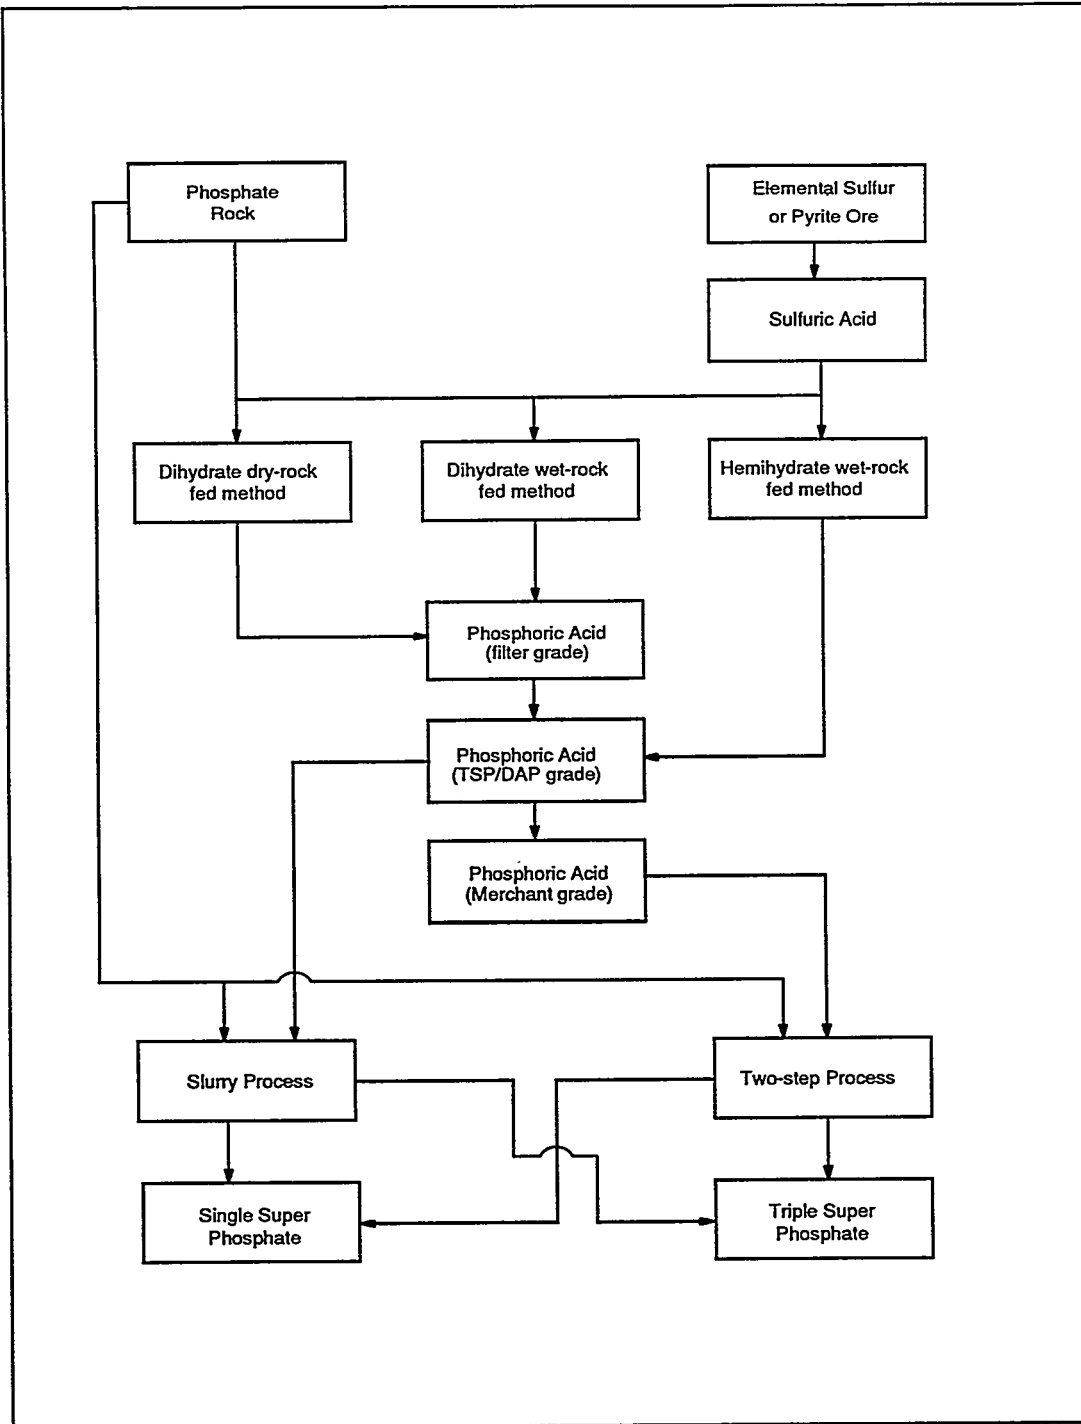 Phosphate
Rock
Elemental Sulfur
or Pyrite Ore
Sulfuric Acid
Dihydrate dry-rock
fed method
Dihydrate wet-rock
fed method
Hemihydrate wet-rock
fed method
Phosphoric Acid
(filter grade)
Phosphoric Acid
(TSP/DAP grade)
Phosphoric Acid
(Merchant grade)
Slurry Process
Two-step Process
Single Super
Phosphate
Triple Super
Phosphate